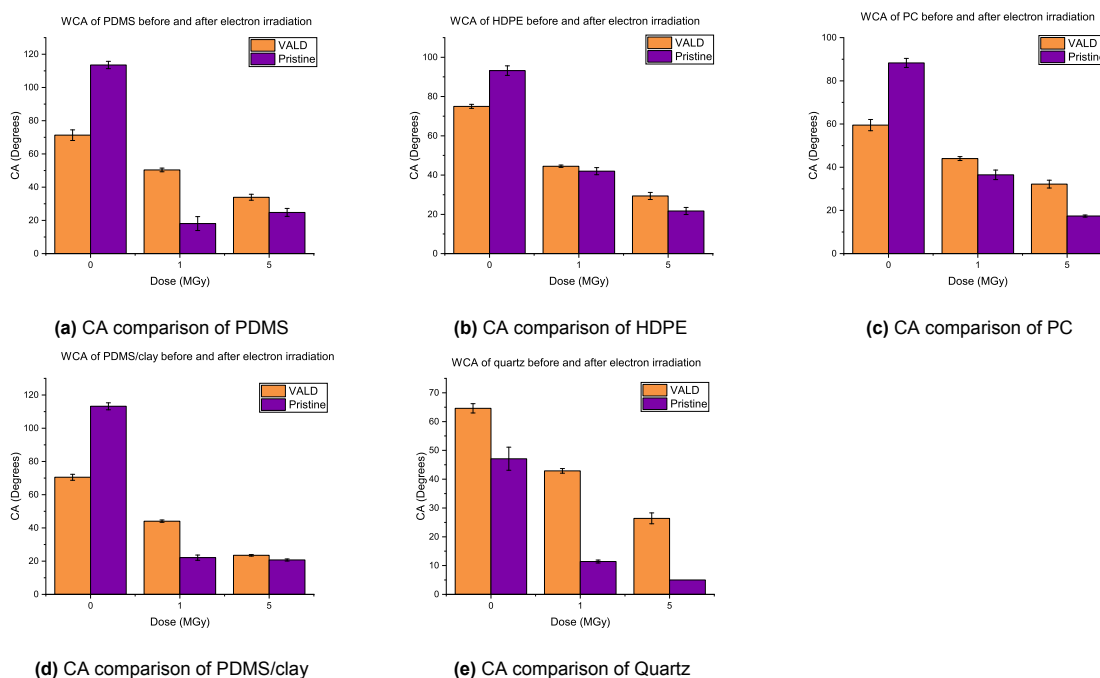 WCA of PDMS before and after electron irradiation
VALD
Pristine
120
100
80
60
40
20
0
CA (Degrees)
0 1 5
Dose (MGy)
(a) CA comparison of PDMS
WCA of HDPE before and after electron irradiation
VALD
Pristine
100
80
60
40
20
0
CA (Degrees)
0 1 5
Dose (MGy)
(b) CA comparison of HDPE
WCA of PC before and after electron irradiation
VALD
Pristine
100
80
60
40
20
0
CA (Degrees)
0 1 5
Dose (MGy)
(c) CA comparison of PC
WCA of PDMS/clay before and after electron irradiation
VALD
Pristine
120
100
80
60
40
20
0
CA (Degrees)
0 1 5
Dose (MGy)
(d) CA comparison of PDMS/clay
WCA of quartz before and after electron irradiation
VALD
Pristine
70
60
50
40
30
20
10
0
CA (Degrees)
0 1 5
Dose (MGy)
(e) CA comparison of Quartz